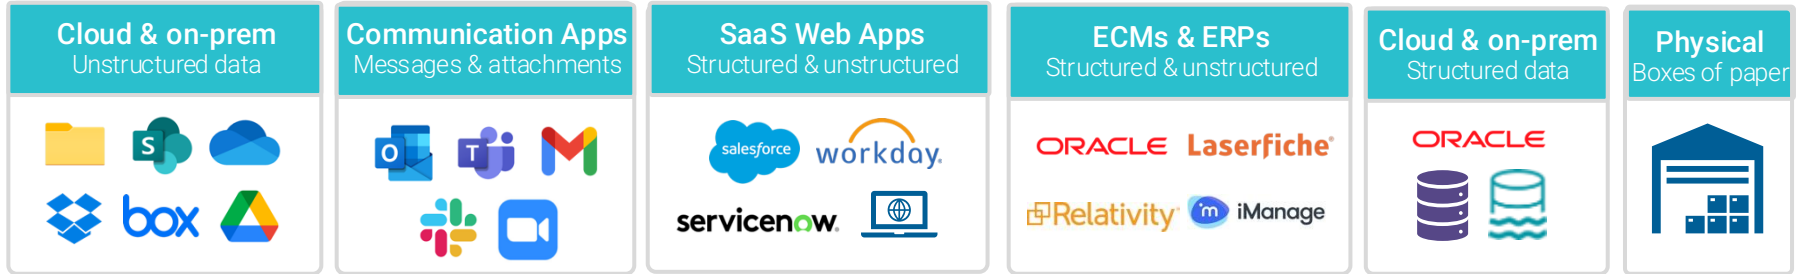 Cloud & on-prem
Unstructured data
S
box
Communication Apps
Messages & attachments
O
T
SaaS Web Apps
Structured & unstructured
salesforce
workday.
servicenow.
ECMs & ERPs
Structured & unstructured
ORACLE
Laserfiche®
Relativity
m iManage
Cloud & on-prem
Structured data
ORACLE
Physical
Boxes of paper